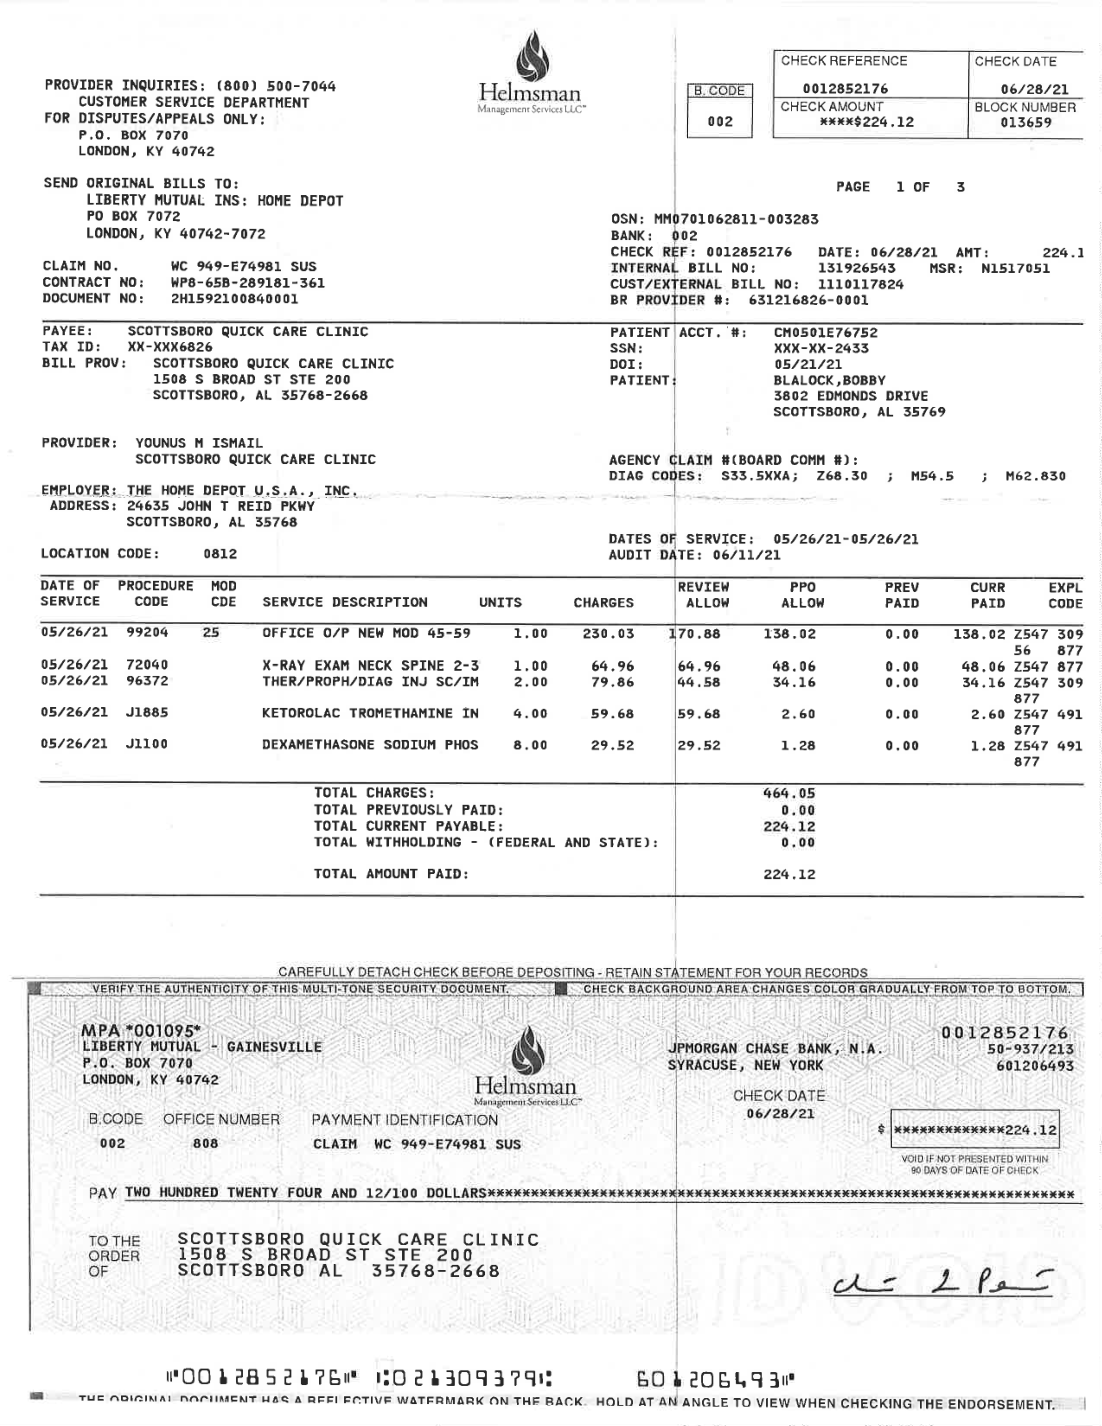 Helmsman
Management Services LLC
PROVIDER INQUIRIES: (800) 500-7044
CUSTOMER SERVICE DEPARTMENT
FOR DISPUTES/APPEALS ONLY:
P.O. BOX 7070
LONDON, KY 40742
B. CODE
002
CHECK REFERENCE
0012852176
CHECK DATE
06/28/21
CHECK AMOUNT
****$224.12
BLOCK NUMBER
013659
SEND ORIGINAL BILLS TO:
LIBERTY MUTUAL INS: HOME DEPOT
PO BOX 7072
LONDON, KY 40742-7072
PAGE 1 OF 3
OSN: MM0701062811-003283
BANK: 002
CHECK REF: 0012852176 DATE: 06/28/21 AMT: 224.1
INTERNAL BILL NO: 131926543 MSR: N1517051
CUST/EXTERNAL BILL NO: 1110117824
BR PROVIDER #: 631216826-0001
CLAIM NO. WC 949-E74981 SUS
CONTRACT NO: WP8-65B-289181-361
DOCUMENT NO: 2H1592100840001
PAYEE: SCOTTSBORO QUICK CARE CLINIC
TAX ID: XX-XXX6826
BILL PROV: SCOTTSBORO QUICK CARE CLINIC
1508 S BROAD ST STE 200
SCOTTSBORO, AL 35768-2668
PATIENT ACCT. #: CM0501E76752
SSN: XXX-XX-2433
DOI: 05/21/21
PATIENT: BLALOCK,BOBBY
3802 EDMONDS DRIVE
SCOTTSBORO, AL 35769
PROVIDER: YOUNUS M ISMAIL
SCOTTSBORO QUICK CARE CLINIC
AGENCY CLAIM #(BOARD COMM #):
DIAG CODES: S33.5XXA; Z68.30 ; M54.5 ; M62.830
EMPLOYER: THE HOME DEPOT U.S.A., INC.
ADDRESS: 24635 JOHN T REID PKWY
SCOTTSBORO, AL 35768
DATES OF SERVICE: 05/26/21-05/26/21
AUDIT DATE: 06/11/21
LOCATION CODE: 0812
DATE OF PROCEDURE MOD REVIEW PPO PREV CURR EXPL
SERVICE CODE CDE SERVICE DESCRIPTION UNITS CHARGES ALLOW ALLOW PAID PAID CODE
05/26/21 99204 25 OFFICE O/P NEW MOD 45-59 1.00 230.03 170.88 138.02 0.00 138.02 Z547 309
56 877
05/26/21 72040 X-RAY EXAM NECK SPINE 2-3 1.00 64.96 64.96 48.06 0.00 48.06 Z547 877
05/26/21 96372 THER/PROPH/DIAG INJ SC/IM 2.00 79.86 44.58 34.16 0.00 34.16 Z547 309
877
05/26/21 J1885 KETOROLAC TROMETHAMINE IN 4.00 59.68 59.68 2.60 0.00 2.60 Z547 491
877
05/26/21 J1100 DEXAMETHASONE SODIUM PHOS 8.00 29.52 29.52 1.28 0.00 1.28 Z547 491
877
TOTAL CHARGES: 464.05
TOTAL PREVIOUSLY PAID: 0.00
TOTAL CURRENT PAYABLE: 224.12
TOTAL WITHHOLDING - (FEDERAL AND STATE): 0.00
TOTAL AMOUNT PAID: 224.12
CAREFULLY DETACH CHECK BEFORE DEPOSITING - RETAIN STATEMENT FOR YOUR RECORDS
VERIFY THE AUTHENTICITY OF THIS MULTI-TONE SECURITY DOCUMENT. CHECK BACKGROUND AREA CHANGES COLOR GRADUALLY FROM TOP TO BOTTOM.
MPA *001095*
LIBERTY MUTUAL - GAINESVILLE
P.O. BOX 7070
LONDON, KY 40742
Helmsman
Management Services LLC
JPMORGAN CHASE BANK, N.A.
SYRACUSE, NEW YORK
0012852176
50-937/213
601206493
CHECK DATE
06/28/21
B.CODE OFFICE NUMBER PAYMENT IDENTIFICATION
002 808 CLAIM WC 949-E74981 SUS
$ *************224.12
VOID IF NOT PRESENTED WITHIN
90 DAYS OF DATE OF CHECK
PAY TWO HUNDRED TWENTY FOUR AND 12/100 DOLLARS*********************************************************************
TO THE
ORDER
OF
SCOTTSBORO QUICK CARE CLINIC
1508 S BROAD ST STE 200
SCOTTSBORO AL 35768-2668
⑈0012852176⑈ ⑆021309379⑆ 601206493⑈
THE ORIGINAL DOCUMENT HAS A REFLECTIVE WATERMARK ON THE BACK. HOLD AT AN ANGLE TO VIEW WHEN CHECKING THE ENDORSEMENT.